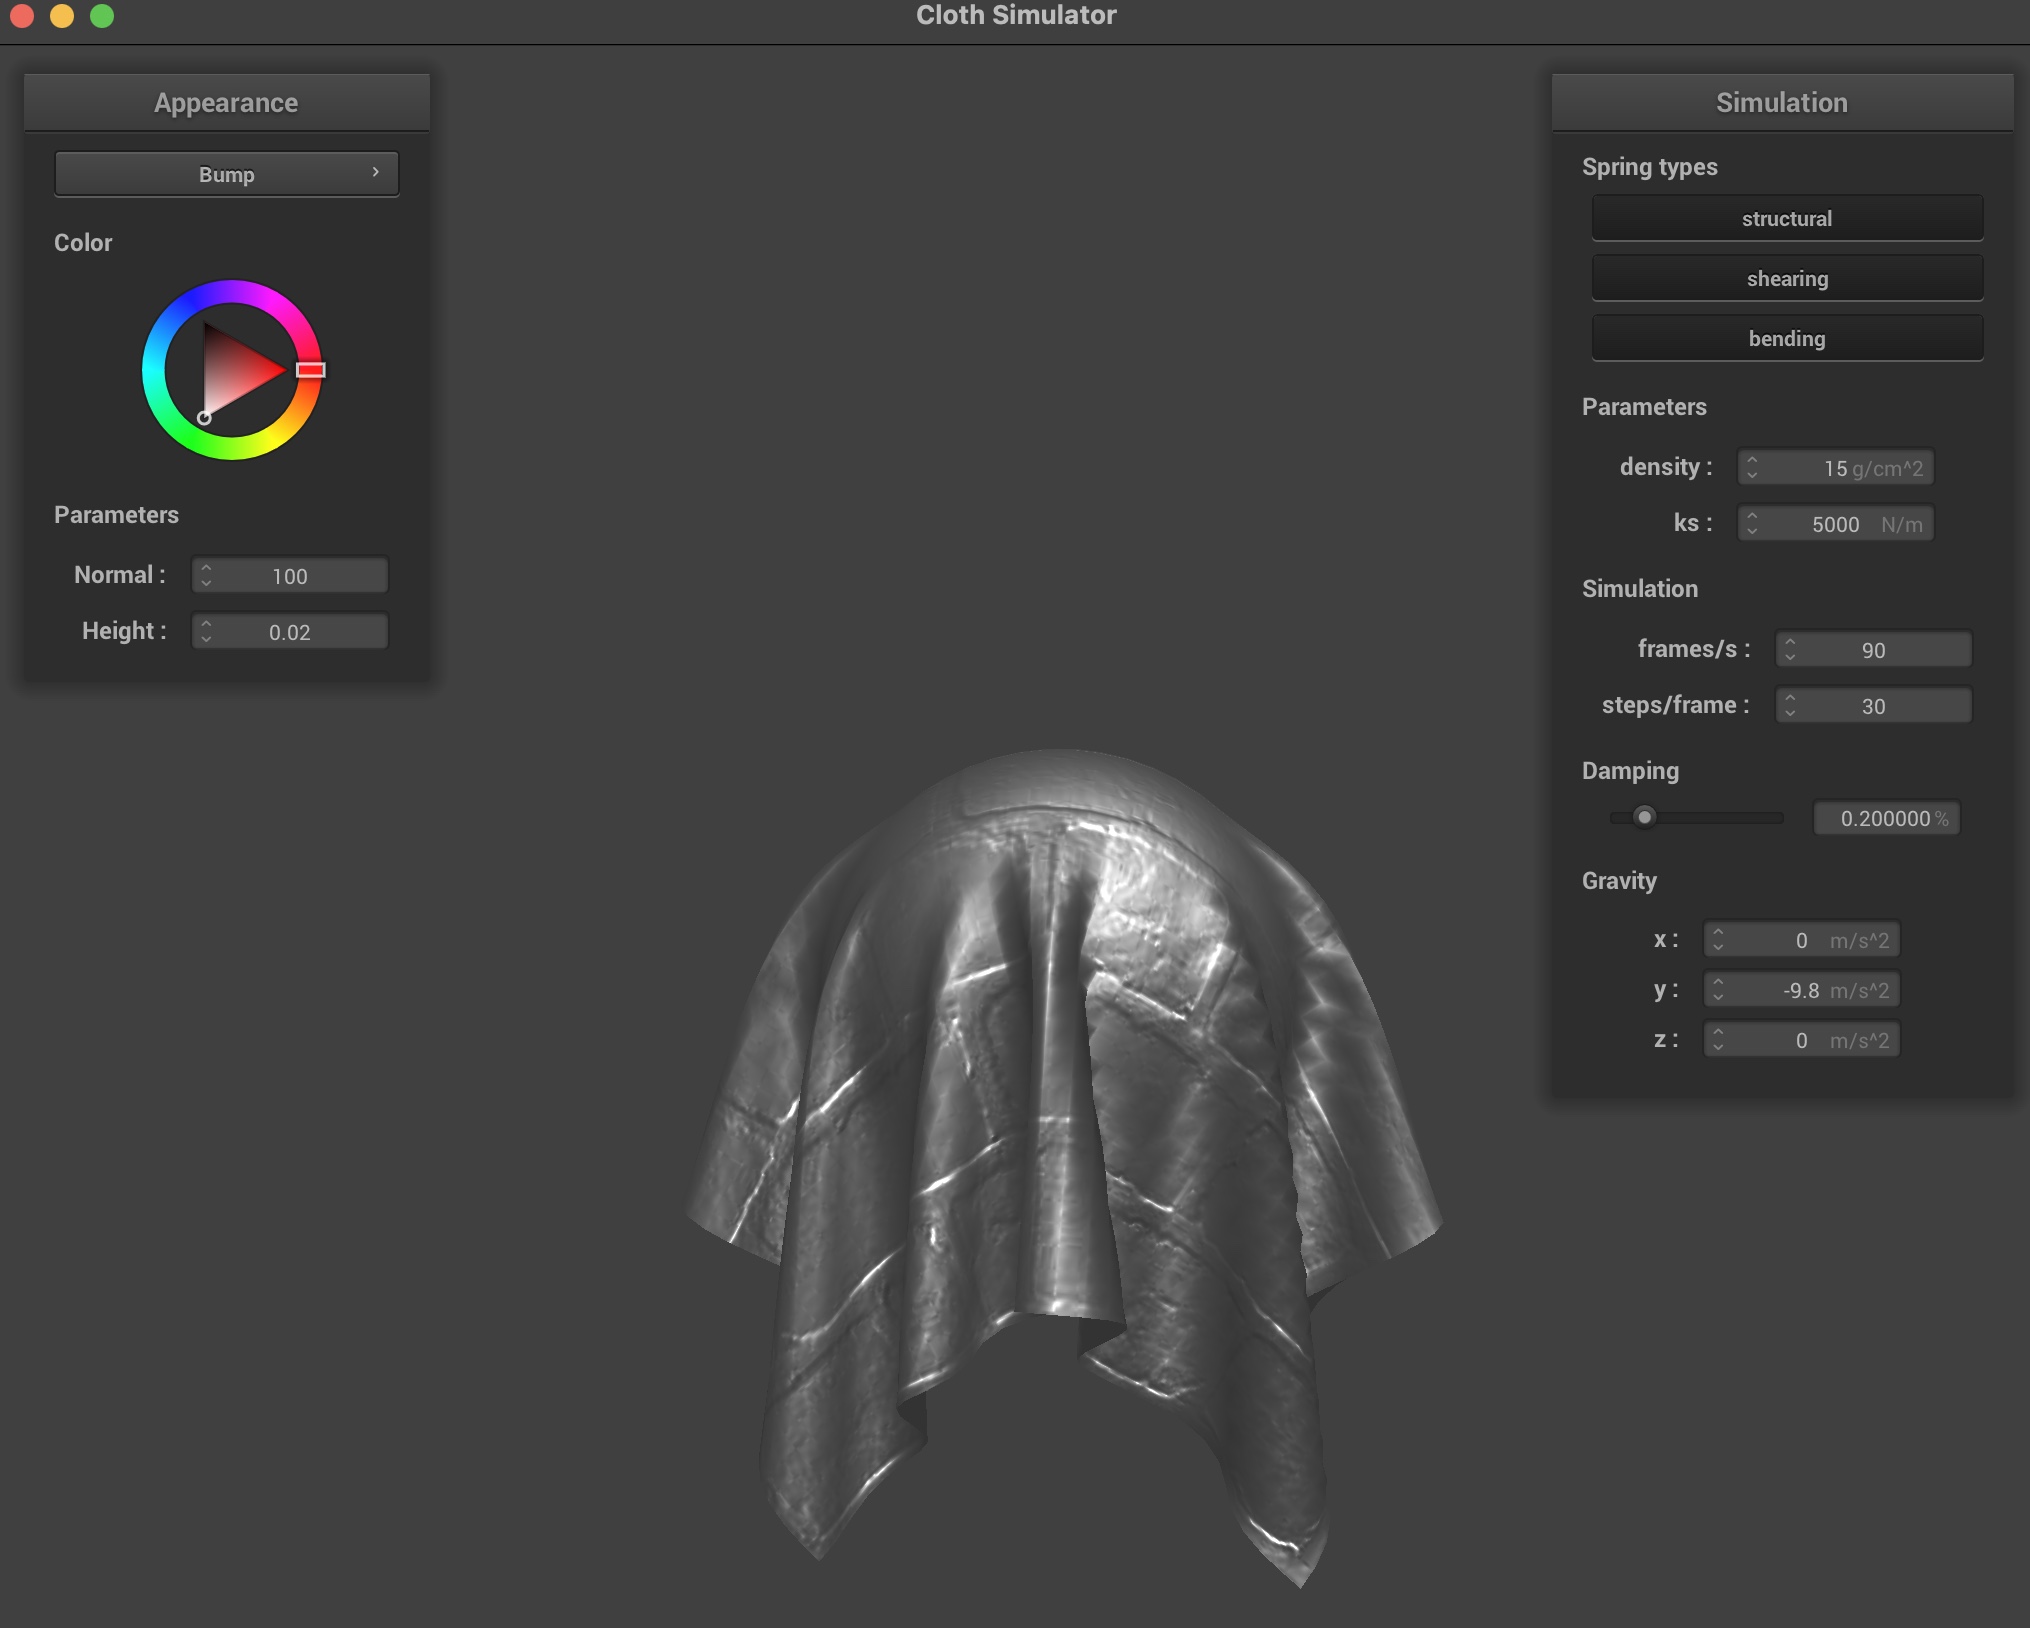 Cloth Simulator
Appearance
Bump
Color
Parameters
Normal : 100
Height : 0.02
Simulation
Spring types
structural
shearing
bending
Parameters
density : 15 g/cm^2
ks : 5000 N/m
Simulation
frames/s : 90
steps/frame : 30
Damping
0.200000 %
Gravity
x : 0 m/s^2
y : -9.8 m/s^2
z : 0 m/s^2